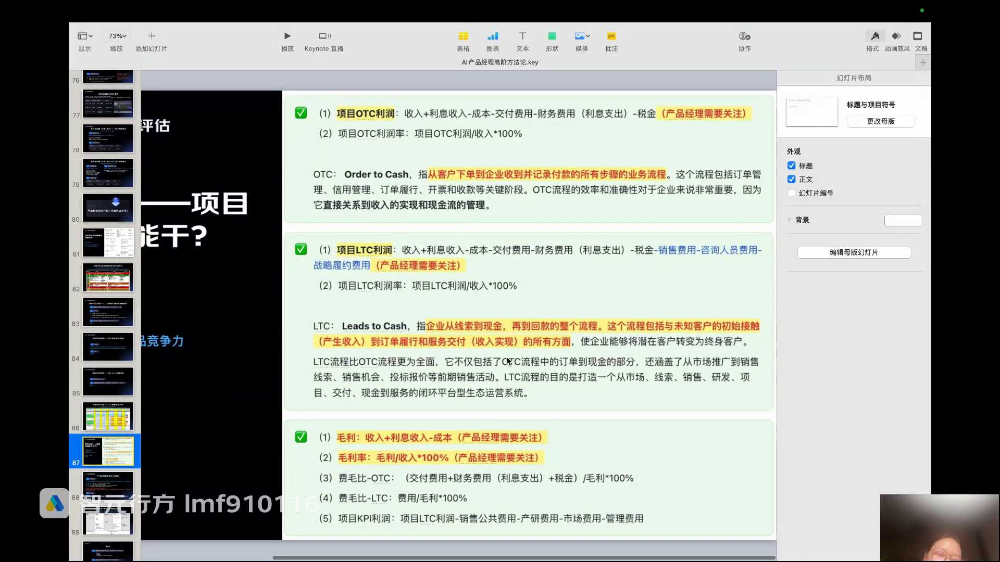 显示
73%
缩放
添加幻灯片
播放
Keynote 直播
表格
图表
文本
形状
媒体
批注
协作
格式
动画效果
文稿
AI产品经理高阶方法论.key
76
77
78
79
80
81
82
83
84
85
86
87
88
89
评估
——项目
能干?
品竞争力
（1）项目OTC利润：收入+利息收入-成本-交付费用-财务费用（利息支出）-税金（产品经理需要关注）
（2）项目OTC利润率：项目OTC利润/收入*100%
OTC： Order to Cash，指从客户下单到企业收到并记录付款的所有步骤的业务流程。这个流程包括订单管
理、信用管理、订单履行、开票和收款等关键阶段。OTC流程的效率和准确性对于企业来说非常重要，因为
它直接关系到收入的实现和现金流的管理。
（1）项目LTC利润：收入+利息收入-成本-交付费用-财务费用（利息支出）-税金-销售费用-咨询人员费用-
战略履约费用（产品经理需要关注）
（2）项目LTC利润率：项目LTC利润/收入*100%
LTC： Leads to Cash，指企业从线索到现金，再到回款的整个流程。这个流程包括与未知客户的初始接触
（产生收入）到订单履行和服务交付（收入实现）的所有方面，使企业能够将潜在客户转变为终身客户。
LTC流程比OTC流程更为全面，它不仅包括了OTC流程中的订单到现金的部分，还涵盖了从市场推广到销售
线索、销售机会、投标报价等前期销售活动。LTC流程的目的是打造一个从市场、线索、销售、研发、项
目、交付、现金到服务的闭环平台型生态运营系统。
（1）毛利：收入+利息收入-成本（产品经理需要关注）
（2）毛利率：毛利/收入*100%（产品经理需要关注）
（3）费毛比-OTC：（交付费用+财务费用（利息支出）+税金）/毛利*100%
（4）费毛比-LTC：费用/毛利*100%
（5）项目KPI利润：项目LTC利润-销售公共费用-产研费用-市场费用-管理费用
幻灯片布局
标题与项目符号
更改母版
外观
标题
正文
幻灯片编号
背景
编辑母版幻灯片
智元行方 lmf910116